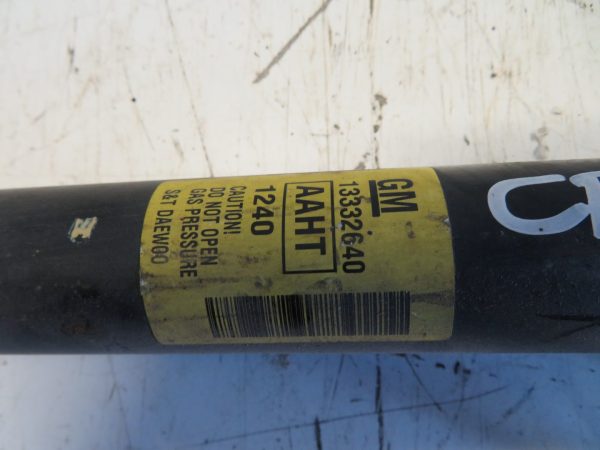 GM
13332640
AAHT
1240
CAUTION!
DO NOT OPEN
GAS PRESSURE
S&T DAEWOO